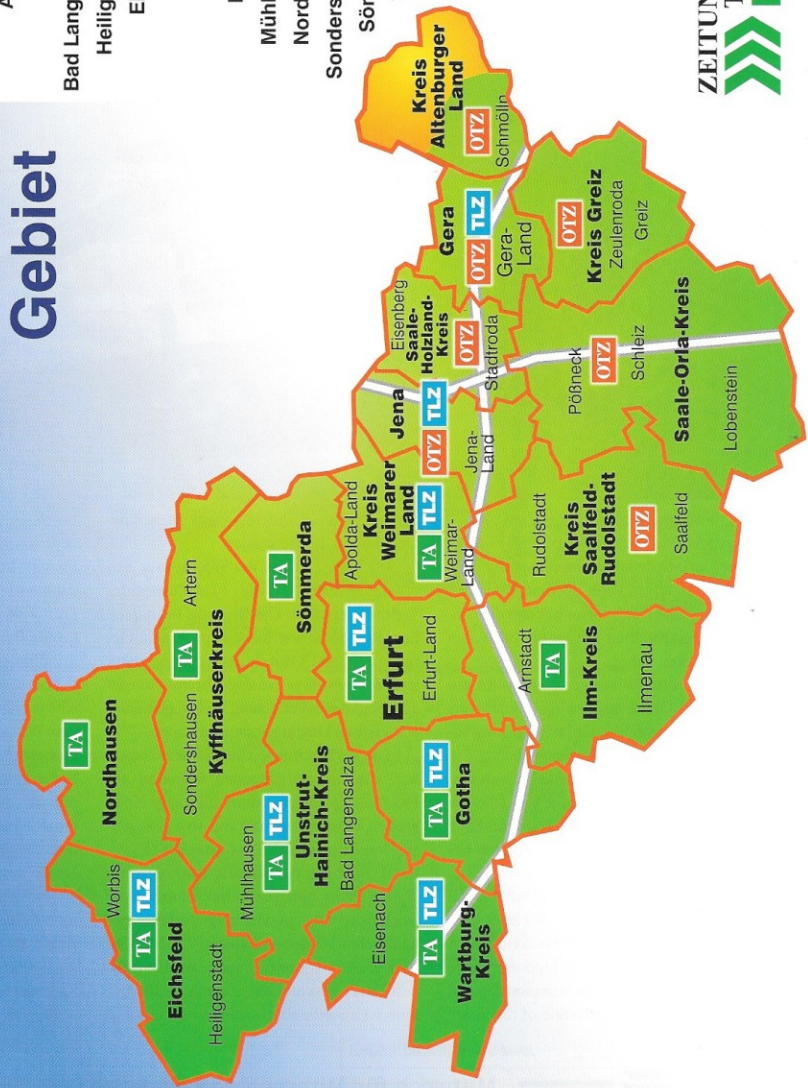 Gebiet
Bad Lang
Heilig
Mühl
Nord
Sonders
ZEITUN
TA
Nordhausen
Worbis
TA TLZ
Eichsfeld
Heiligenstadt
TA
Artern
Sondershausen
Kyffhäuserkreis
TA
Sömmerda
Mühlhausen
TA TLZ
Unstrut-
Hainich-Kreis
Bad Langensalza
TA TLZ
Erfurt
Erfurt-Land
Apolda-Land
Kreis
Weimarer
Land
TA TLZ
Weimar-
Land
Jena
OTZ TLZ
Jena-
Land
Eisenberg
Saale-
Holzland-
Kreis
OTZ
Stadtroda
Gera
OTZ TLZ
Gera-
Land
Kreis
Altenburger
Land
OTZ
Schmölln
Eisenach
TA TLZ
Wartburg-
Kreis
TA TLZ
Gotha
Arnstadt
TA
Ilm-Kreis
Ilmenau
Rudolstadt
Kreis
Saalfeld-
Rudolstadt
OTZ
Saalfeld
Pößneck
OTZ
Schleiz
Saale-Orla-Kreis
Lobenstein
OTZ
Kreis Greiz
Zeulenroda
Greiz